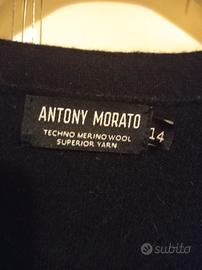 ANTONY MORATO
TECHNO MERINO WOOL
SUPERIOR YARN
14
subito